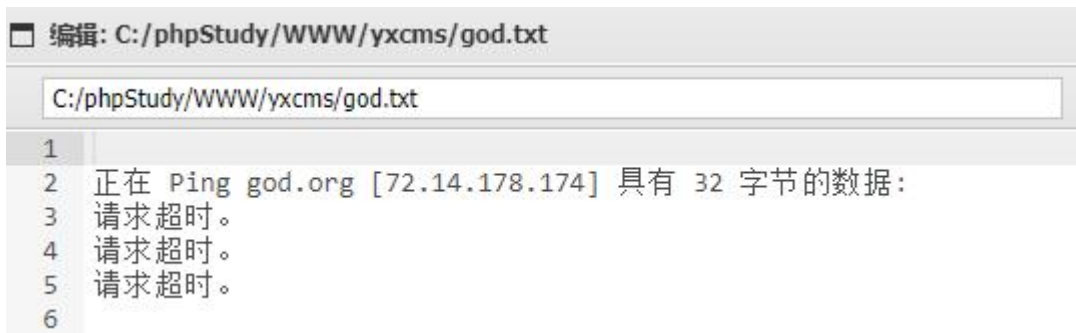 编辑: C:/phpStudy/WWW/yxcms/god.txt
C:/phpStudy/WWW/yxcms/god.txt
1
2 正在 Ping god.org [72.14.178.174] 具有 32 字节的数据:
3 请求超时。
4 请求超时。
5 请求超时。
6